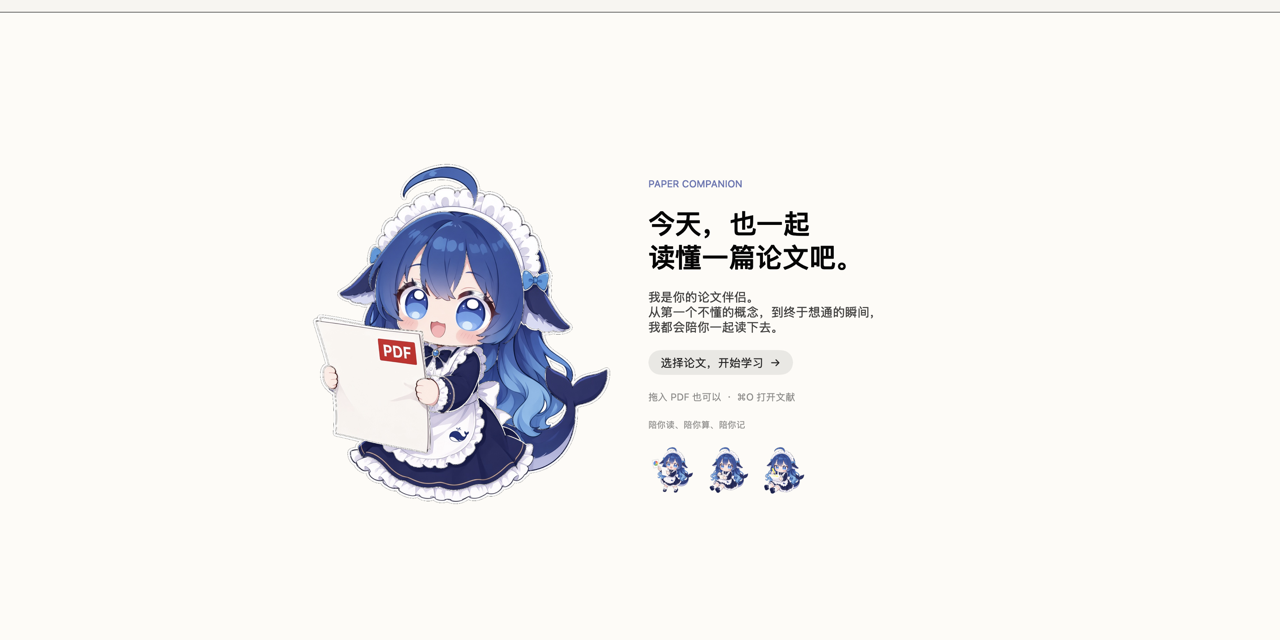 PDF
PAPER COMPANION
今天，也一起
读懂一篇论文吧。
我是你的论文伴侣。
从第一个不懂的概念，到终于想通的瞬间，
我都会陪你一起读下去。
选择论文，开始学习 →
拖入 PDF 也可以 · ⌘O 打开文献
陪你读、陪你算、陪你记